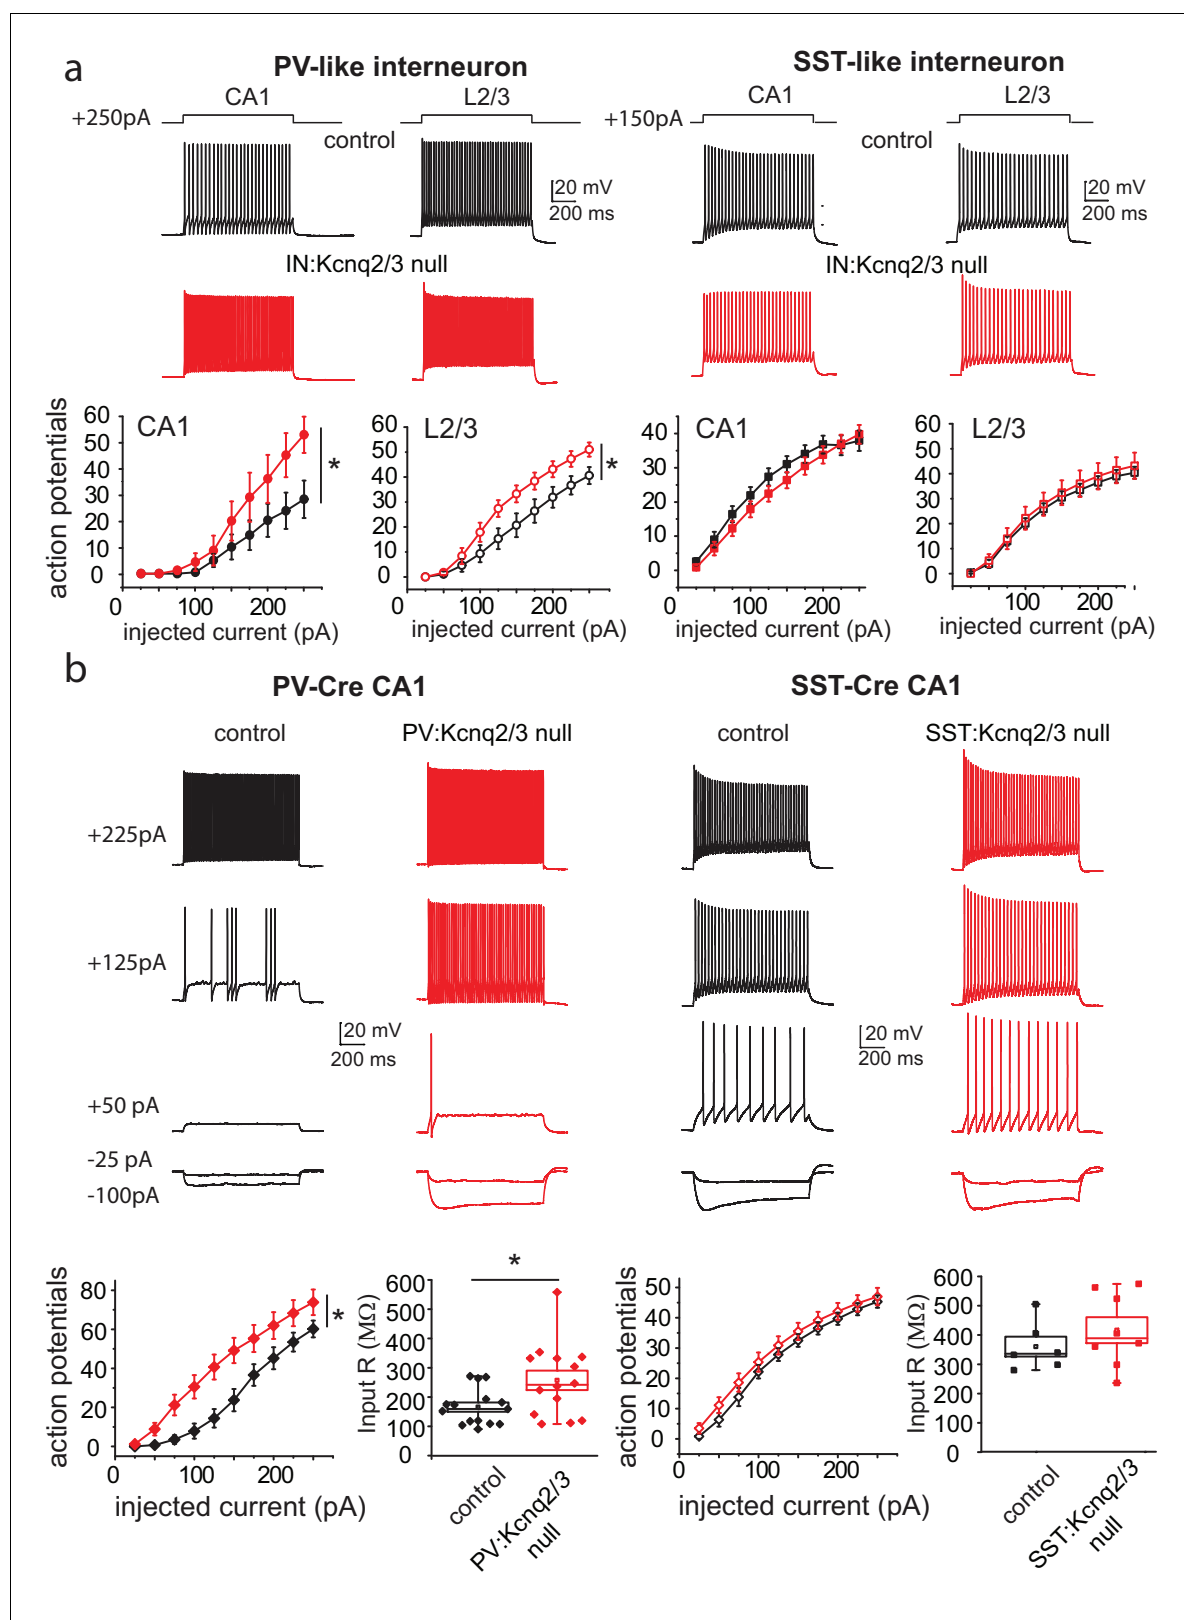 a
PV-like interneuron
SST-like interneuron
CA1
L2/3
CA1
L2/3
+250pA
+150pA
control
control
20 mV
200 ms
20 mV
200 ms
IN:Kcnq2/3 null
IN:Kcnq2/3 null
action potentials
60
50
40
30
20
10
0
CA1
*
0
100
200
injected current (pA)
60
50
40
30
20
10
0
L2/3
*
0
100
200
injected current (pA)
40
30
20
10
0
CA1
0
100
200
injected current (pA)
60
50
40
30
20
10
0
L2/3
0
100
200
injected current (pA)
b
PV-Cre CA1
SST-Cre CA1
control
PV:Kcnq2/3 null
control
SST:Kcnq2/3 null
+225pA
+125pA
20 mV
200 ms
20 mV
200 ms
+50 pA
-25 pA
-100pA
action potentials
80
60
40
20
0
*
0
100
200
injected current (pA)
Input R (MΩ)
600
500
400
300
200
100
0
*
control
PV:Kcnq2/3
null
action potentials
50
40
30
20
10
0
0
100
200
injected current (pA)
Input R (MΩ)
600
500
400
300
200
100
0
control
SST:Kcnq2/3
null